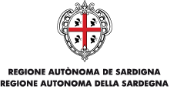 REGIONE AUTÒNOMA DE SARDIGNA
REGIONE AUTONOMA DELLA SARDEGNA